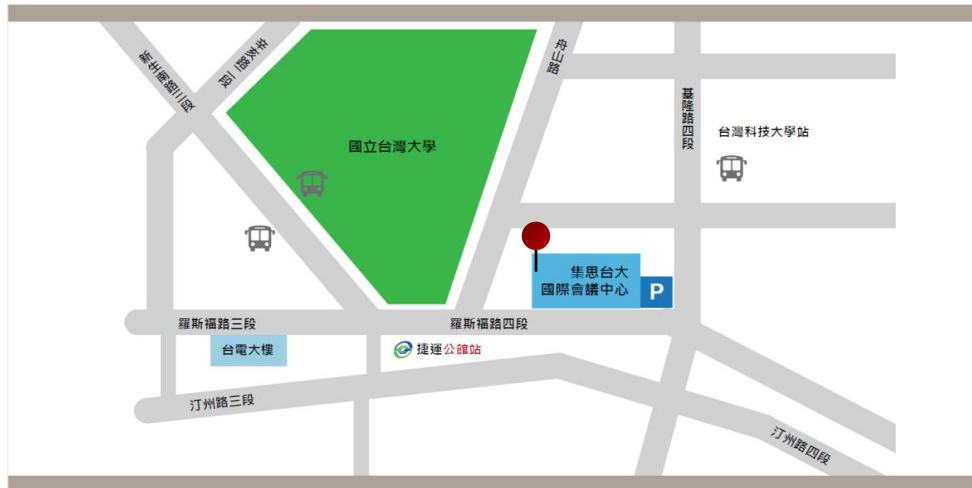 新生南路三段
辛亥路一段
舟山路
基隆路四段
國立台灣大學
台灣科技大學站
集思台大
國際會議中心
P
羅斯福路三段
羅斯福路四段
台電大樓
捷運公館站
汀州路三段
汀州路四段